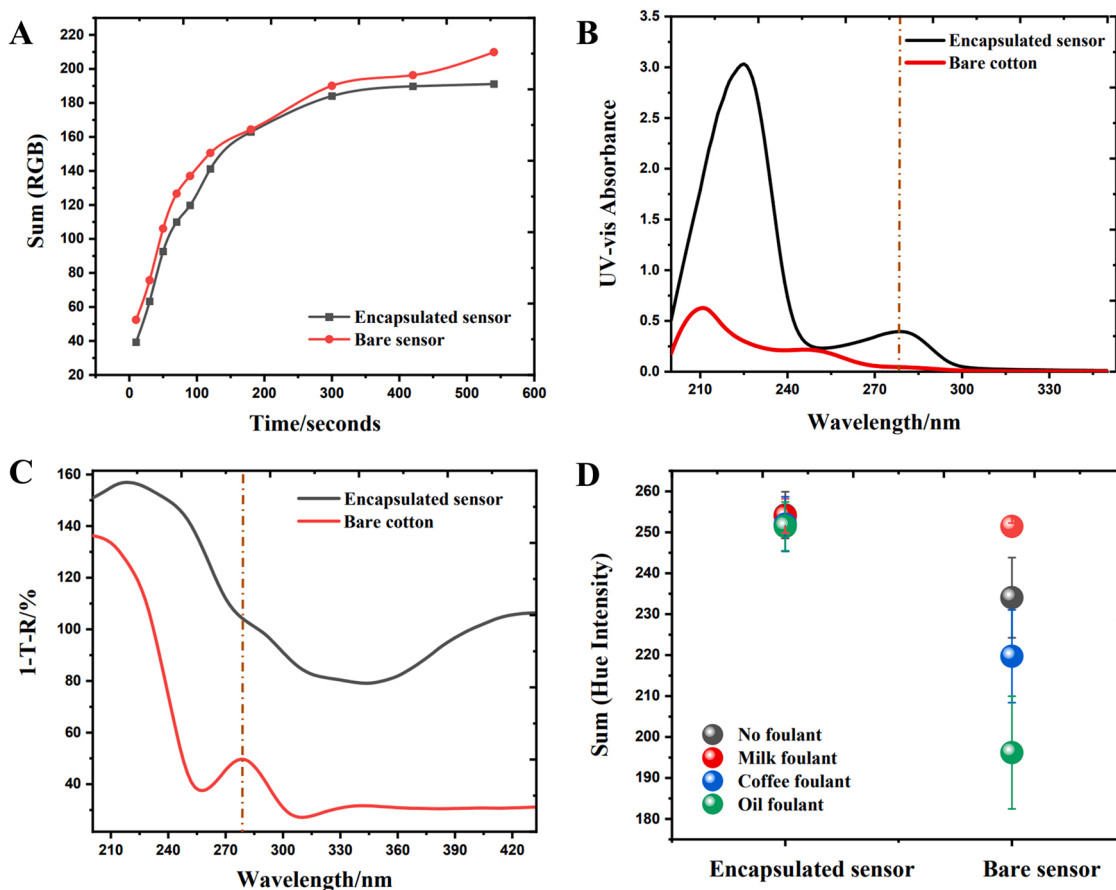 A
Sum (RGB)
220
200
180
160
140
120
100
80
60
40
20
0 100 200 300 400 500 600
Time/seconds
Encapsulated sensor
Bare sensor
B
UV-vis Absorbance
3.5
3.0
2.5
2.0
1.5
1.0
0.5
0.0
210 240 270 300 330
Wavelength/nm
Encapsulated sensor
Bare cotton
C
1-T-R/%
160
140
120
100
80
60
40
210 240 270 300 330 360 390 420
Wavelength/nm
Encapsulated sensor
Bare cotton
D
Sum (Hue Intensity)
260
250
240
230
220
210
200
190
180
No foulant
Milk foulant
Coffee foulant
Oil foulant
Encapsulated sensor Bare sensor